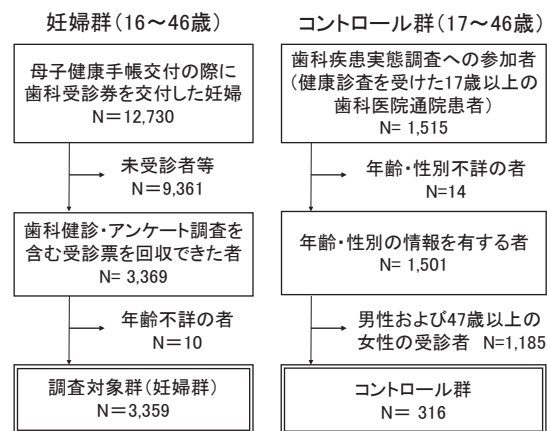 妊婦群(16〜46歳)
母子健康手帳交付の際に
歯科受診券を交付した妊婦
N=12,730
未受診者等
N=9,361
歯科健診・アンケート調査を
含む受診票を回収できた者
N= 3,369
年齢不詳の者
N=10
調査対象群(妊婦群)
N=3,359
コントロール群(17〜46歳)
歯科疾患実態調査への参加者
(健康診査を受けた17歳以上の
歯科医院通院患者)
N= 1,515
年齢・性別不詳の者
N=14
年齢・性別の情報を有する者
N= 1,501
男性および47歳以上の
女性の受診者 N=1,185
コントロール群
N= 316